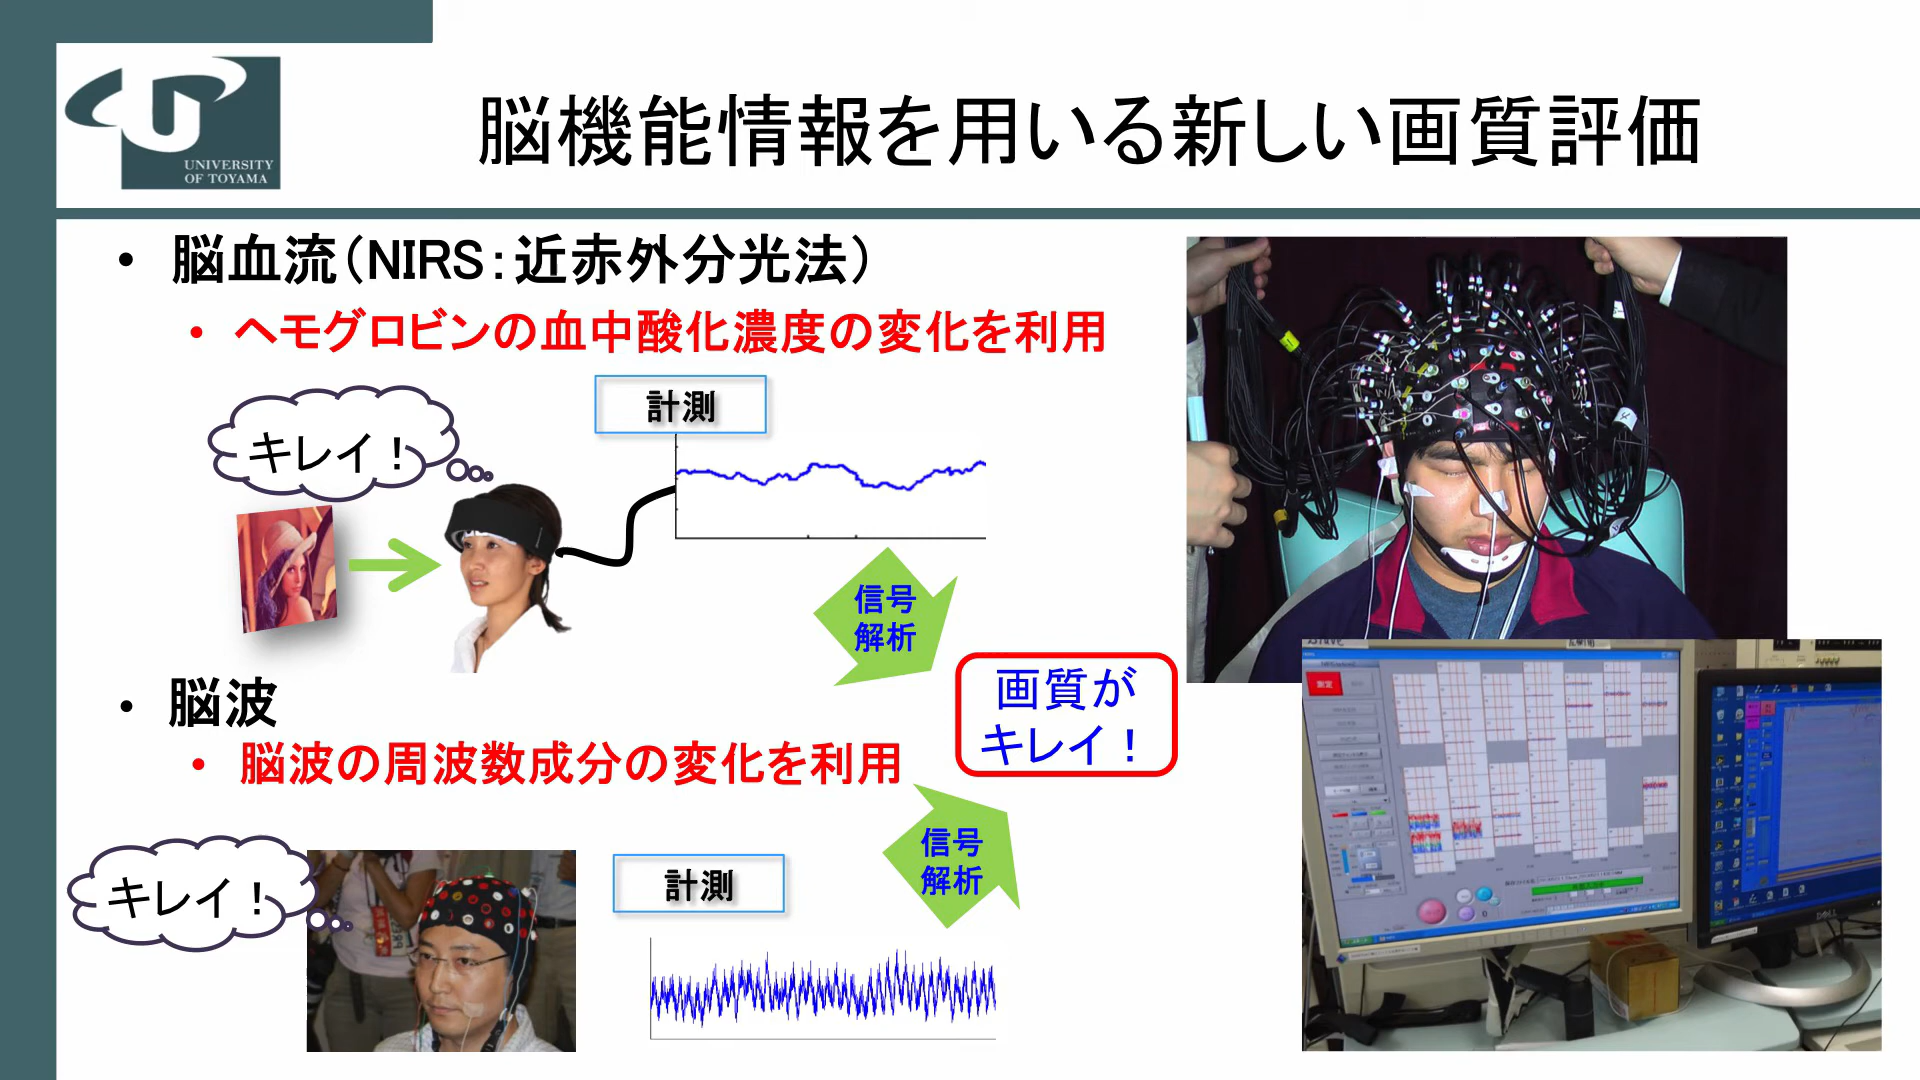 UNIVERSITY
OF TOYAMA
脳機能情報を用いる新しい画質評価
• 脳血流（NIRS：近赤外分光法）
• ヘモグロビンの血中酸化濃度の変化を利用
キレイ！
計測
信号
解析
画質が
キレイ！
• 脳波
• 脳波の周波数成分の変化を利用
キレイ！
計測
信号
解析
DELL